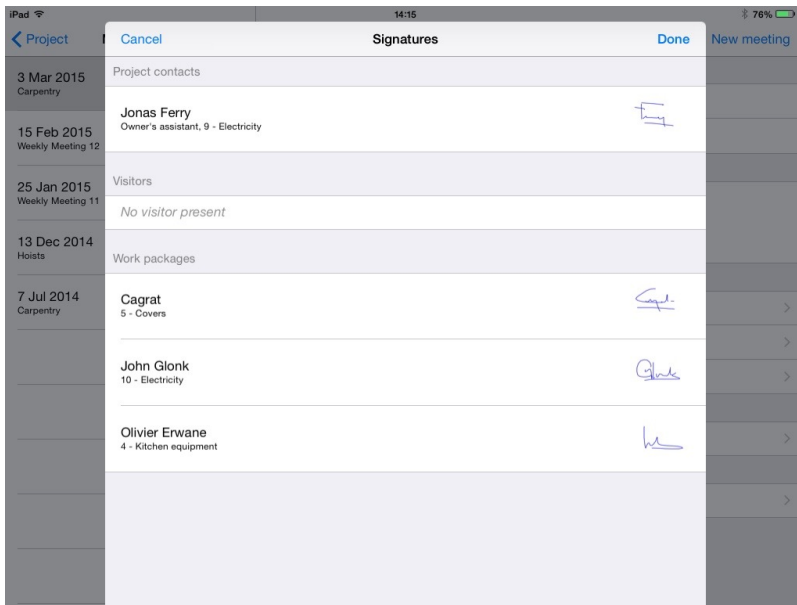 iPad 14:15 76%
Project Cancel Signatures Done New meeting
3 Mar 2015
Carpentry
15 Feb 2015
Weekly Meeting 12
25 Jan 2015
Weekly Meeting 11
13 Dec 2014
Hoists
7 Jul 2014
Carpentry
Project contacts
Jonas Ferry
Owner's assistant, 9 - Electricity
Visitors
No visitor present
Work packages
Cagrat
5 - Covers
John Glonk
10 - Electricity
Glonk
Olivier Erwane
4 - Kitchen equipment